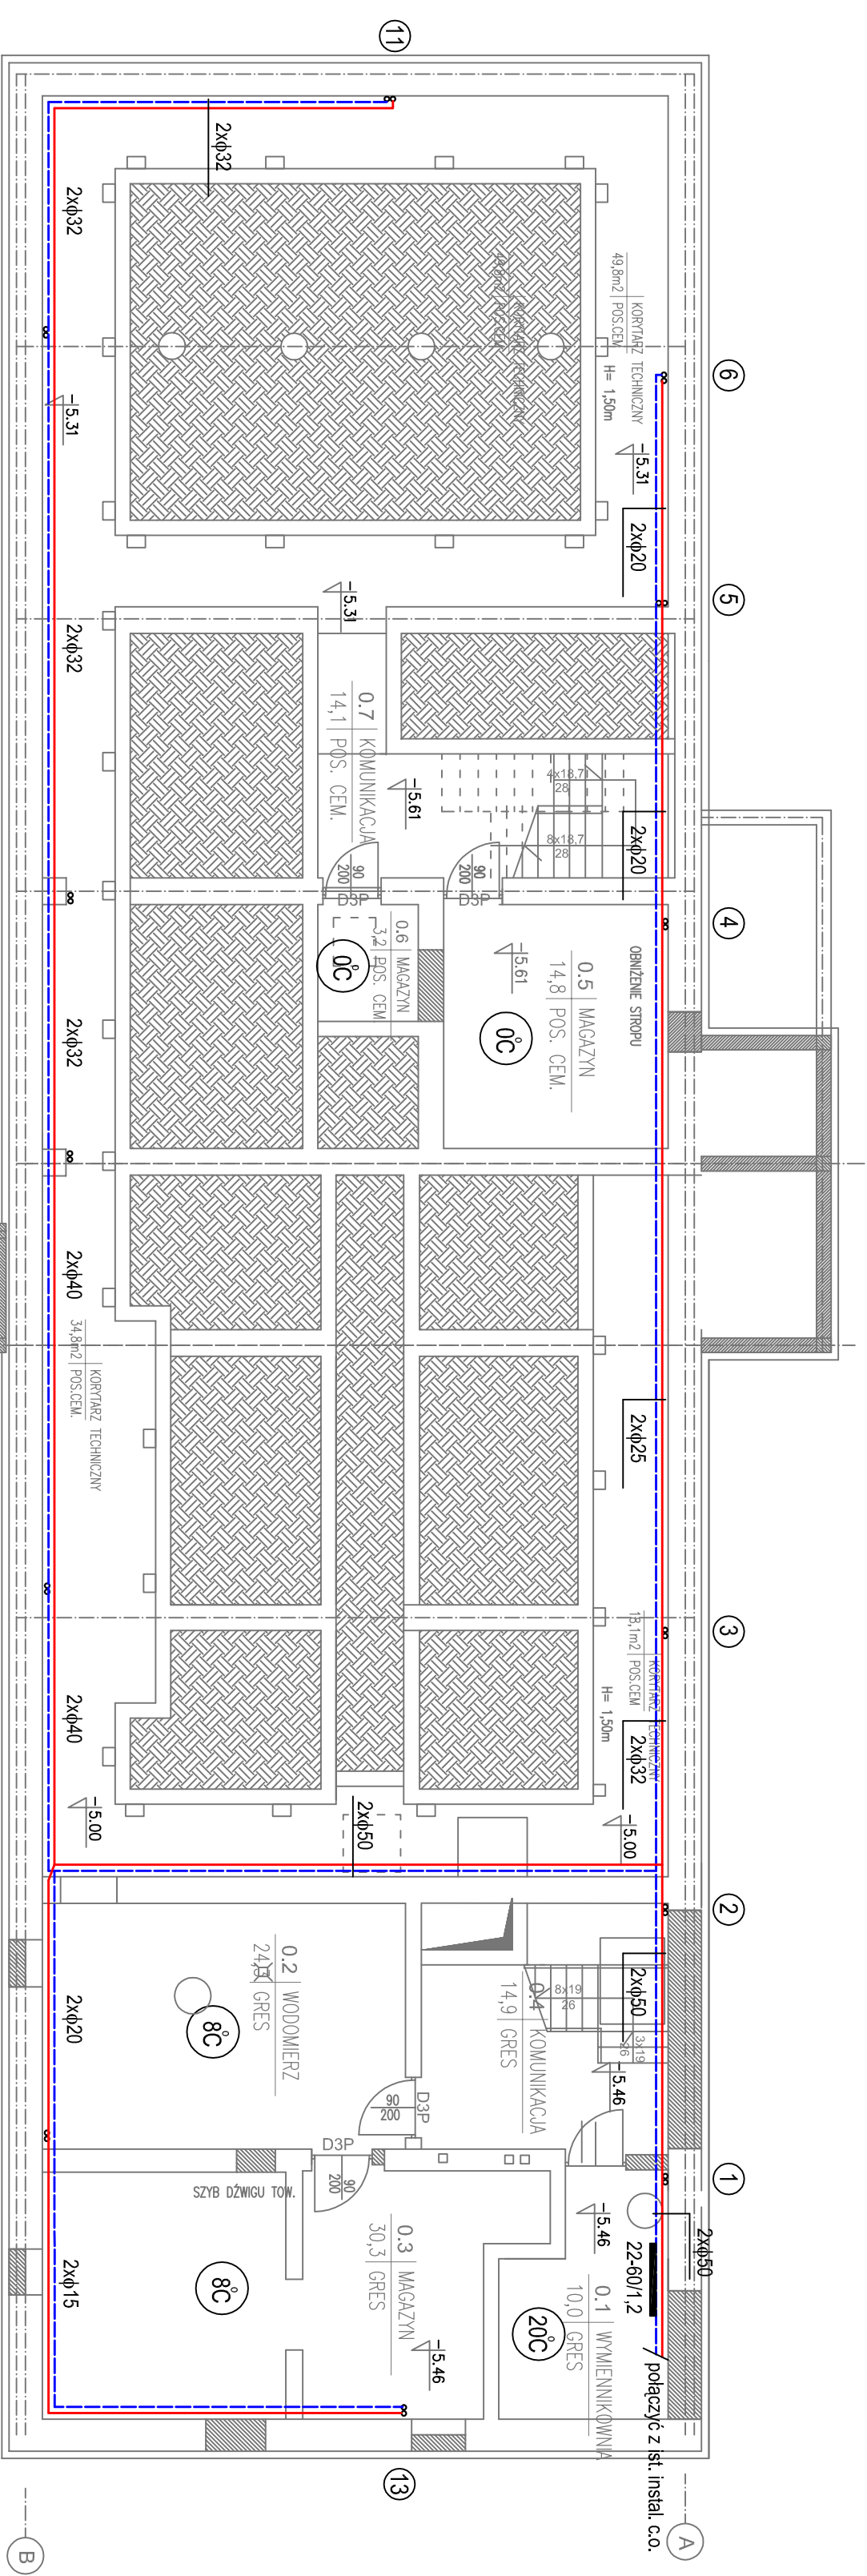 11
6
5
4
3
2
1
13
A
B
2xϕ32
2xϕ32
2xϕ32
2xϕ32
2xϕ40
2xϕ40
2xϕ20
2xϕ15
2xϕ20
2xϕ20
2xϕ25
2xϕ32
2xϕ50
2xϕ50
2xϕ50
22-60/1,2
połączyć z ist. instal. c.o.
KORYTARZ TECHNICZNY
49,8m2 POS.CEM
H= 1,50m
KORYTARZ TECHNICZNY
49,8m2 POS.CEM
-5.31
-5.31
-5.31
0.7 KOMUNIKACJA
14,1 POS. CEM.
-5.61
4x18,7
28
8x18,7
28
90
200
D3P
90
200
D3P
0.6 MAGAZYN
3,2 POS. CEM.
0°C
0.5 MAGAZYN
14,8 POS. CEM.
-5.61
0°C
OBNIŻENIE STROPU
KORYTARZ TECHNICZNY
34,8m2 POS.CEM.
KORYTARZ TECHNICZNY
13,1m2 POS.CEM
H= 1,50m
-5.00
-5.00
0.2 WODOMIERZ
GRES
8°C
0.4 KOMUNIKACJA
14,9 GRES
8x19
26
3x19
26
-5.46
90
200
D3P
90
200
D3P
SZYB DŹWIGU TOW.
0.3 MAGAZYN
30,3 GRES
8°C
-5.46
-5.46
0.1 WYMIENNIKOWNIA
10,0 GRES
20°C